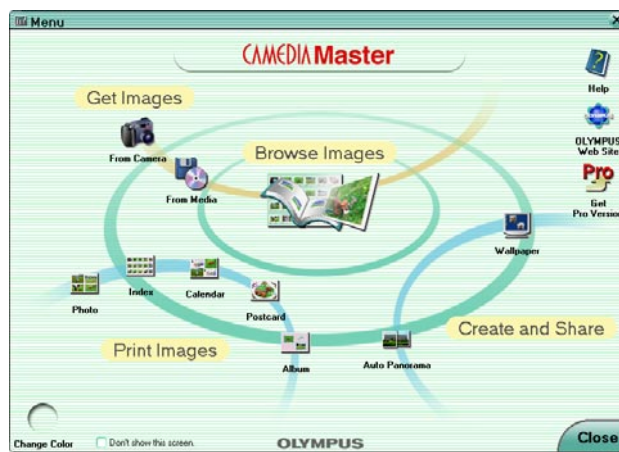 Menu
CAMEDIA Master
Get Images
From Camera
From Media
Browse Images
Help
OLYMPUS
Web Site
Pro
Get
Pro Version
Wallpaper
Photo
Index
Calendar
Postcard
Print Images
Album
Auto Panorama
Create and Share
Change Color
Don't show this screen.
OLYMPUS
Close